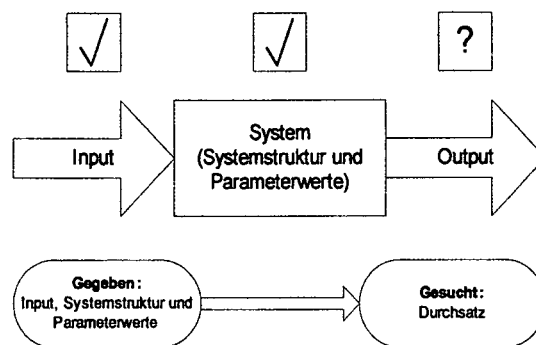 ?
System
(Systemstruktur und
Parameterwerte)
Input
Output
Gegeben:
Input, Systemstruktur und
Parameterwerte
Gesucht:
Durchsatz